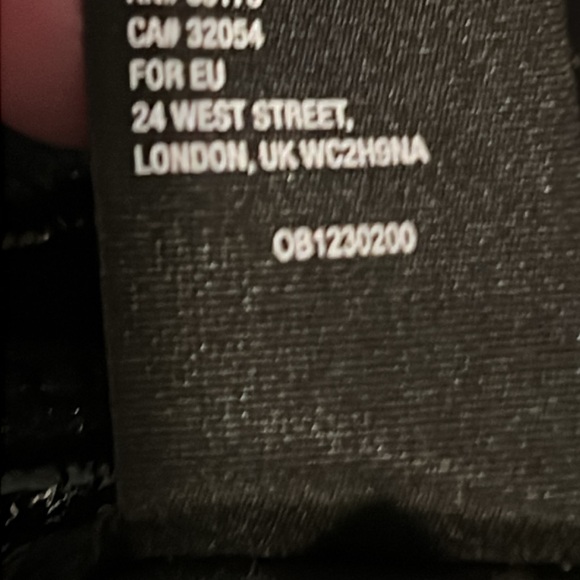 CA# 32054
FOR EU
24 WEST STREET,
LONDON, UK WC2H9NA
OB1230200